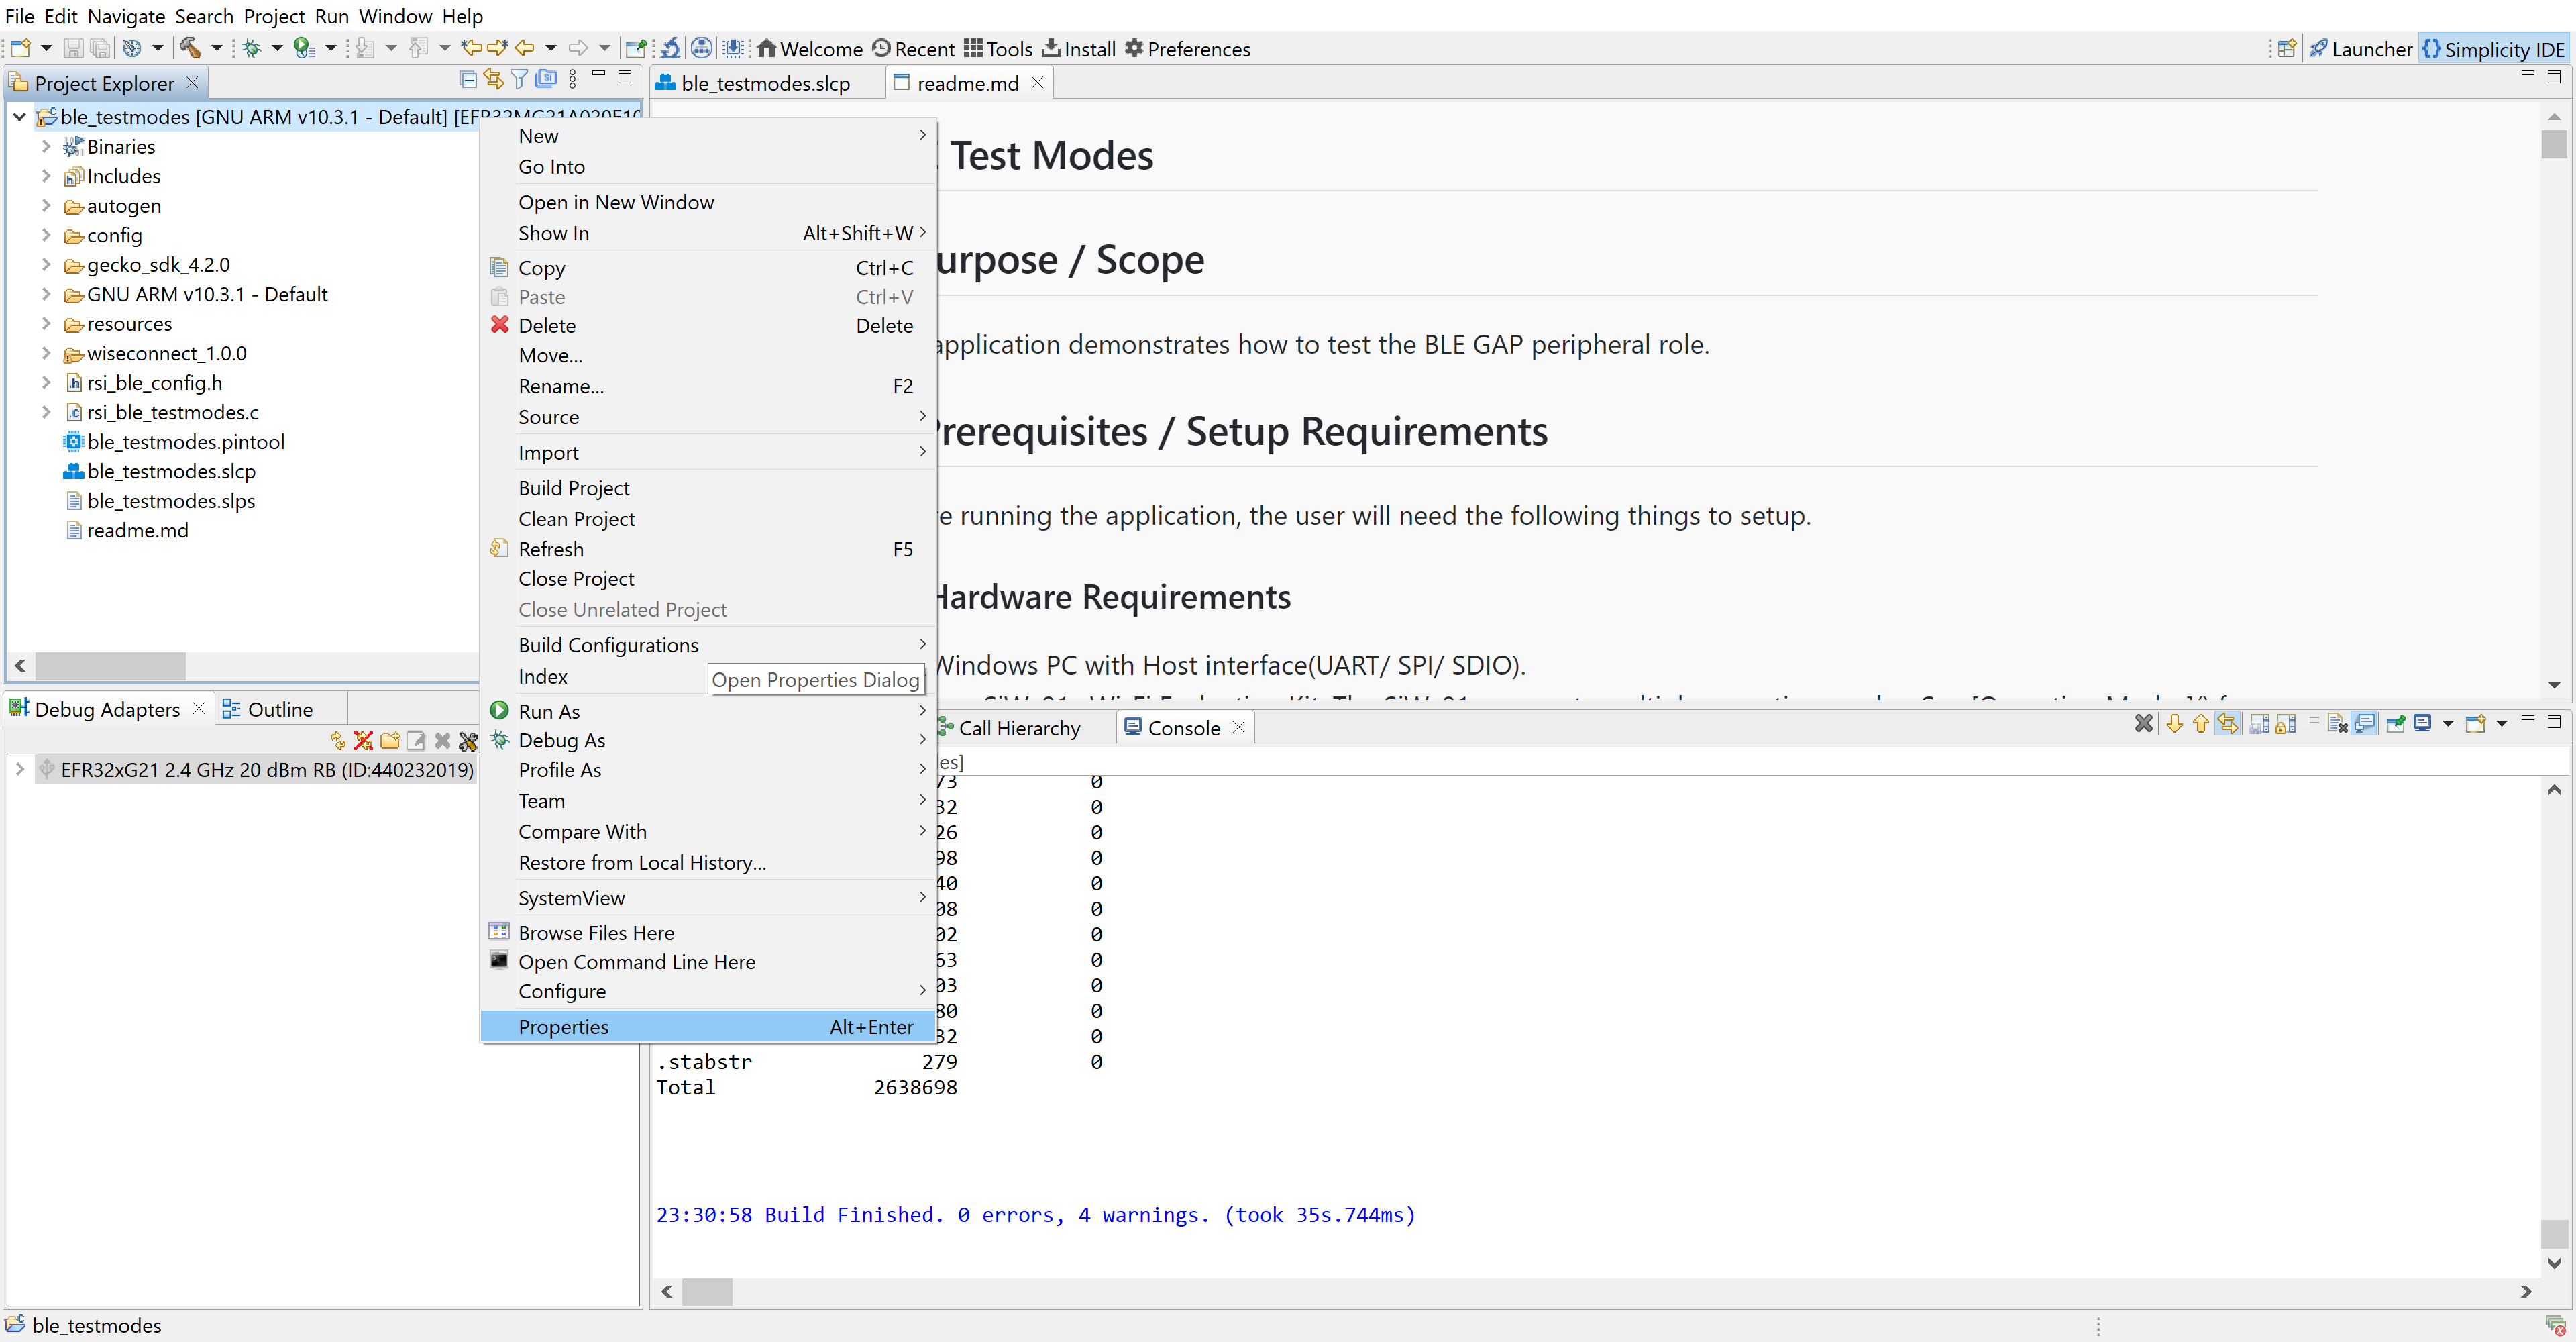 File Edit Navigate Search Project Run Window Help
Welcome Recent Tools Install Preferences Launcher {} Simplicity IDE
Project Explorer
ble_testmodes [GNU ARM v10.3.1 - Default]
Binaries
Includes
autogen
config
gecko_sdk_4.2.0
GNU ARM v10.3.1 - Default
resources
wiseconnect_1.0.0
rsi_ble_config.h
rsi_ble_testmodes.c
ble_testmodes.pintool
ble_testmodes.slcp
ble_testmodes.slps
readme.md
New
Go Into
Open in New Window
Show In Alt+Shift+W
Copy Ctrl+C
Paste Ctrl+V
Delete Delete
Move...
Rename... F2
Source
Import
Build Project
Clean Project
Refresh F5
Close Project
Close Unrelated Project
Build Configurations
Index
Open Properties Dialog
Run As
Debug As
Profile As
Team
Compare With
Restore from Local History...
SystemView
Browse Files Here
Open Command Line Here
Configure
Properties Alt+Enter
ble_testmodes.slcp readme.md
Test Modes
urpose / Scope
application demonstrates how to test the BLE GAP peripheral role.
rerequisites / Setup Requirements
re running the application, the user will need the following things to setup.
Hardware Requirements
Windows PC with Host interface(UART/ SPI/ SDIO).
Debug Adapters Outline
EFR32xG21 2.4 GHz 20 dBm RB (ID:440232019)
Call Hierarchy Console
es]
73 0
32 0
26 0
98 0
40 0
08 0
02 0
63 0
03 0
80 0
32 0
.stabstr 279 0
Total 2638698
23:30:58 Build Finished. 0 errors, 4 warnings. (took 35s.744ms)
ble_testmodes